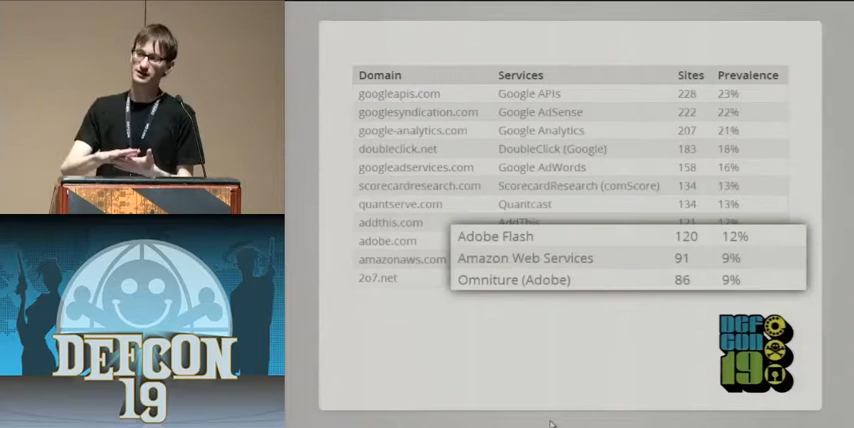 Domain Services Sites Prevalence
googleapis.com Google APIs 228 23%
googlesyndication.com Google AdSense 222 22%
google-analytics.com Google Analytics 207 21%
doubleclick.net DoubleClick (Google) 183 18%
googleadservices.com Google AdWords 158 16%
scorecardresearch.com ScorecardResearch (comScore) 134 13%
quantserve.com Quantcast 134 13%
addthis.com AddThis 121 12%
adobe.com Adobe Flash 120 12%
amazonaws.com Amazon Web Services 91 9%
2o7.net Omniture (Adobe) 86 9%
DEFCON
19
DEF
CON
19